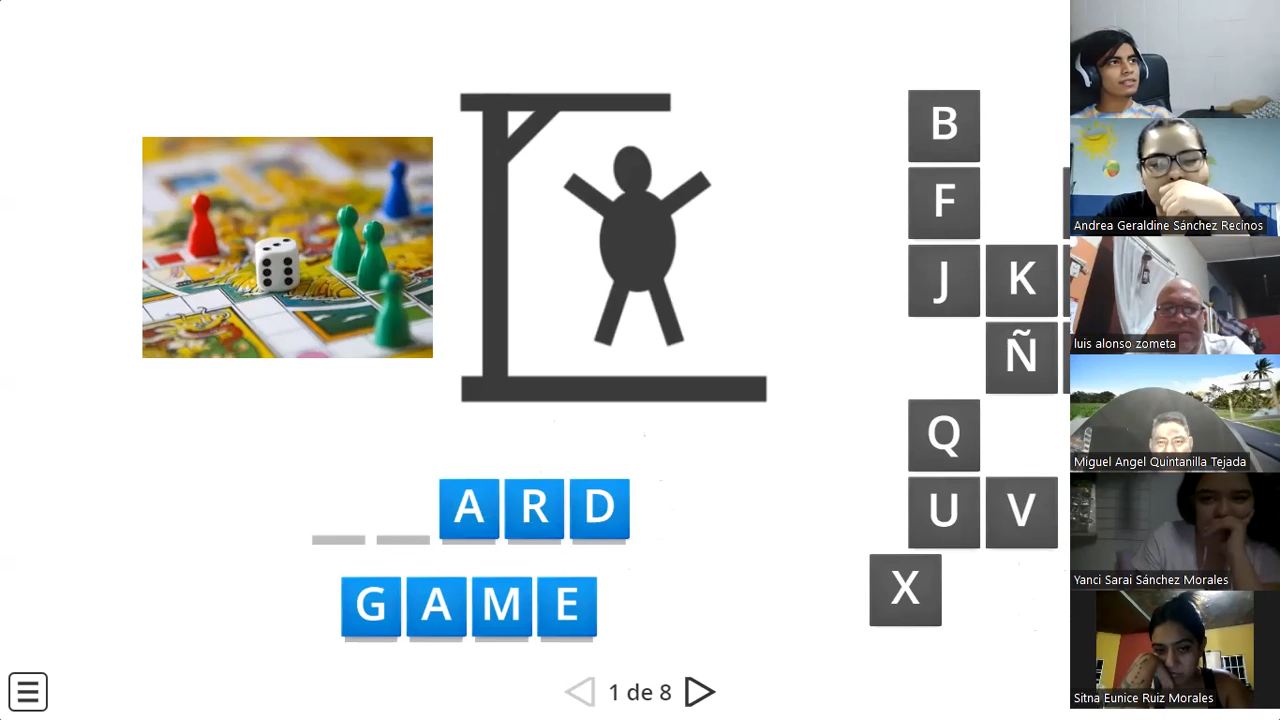 B
F
J K
Ñ
Q
U V
X
ARD
GAME
1 de 8
Andrea Geraldine Sánchez Recinos
luis alonso zometa
Miguel Angel Quintanilla Tejada
Yanci Sarai Sánchez Morales
Sitna Eunice Ruiz Morales